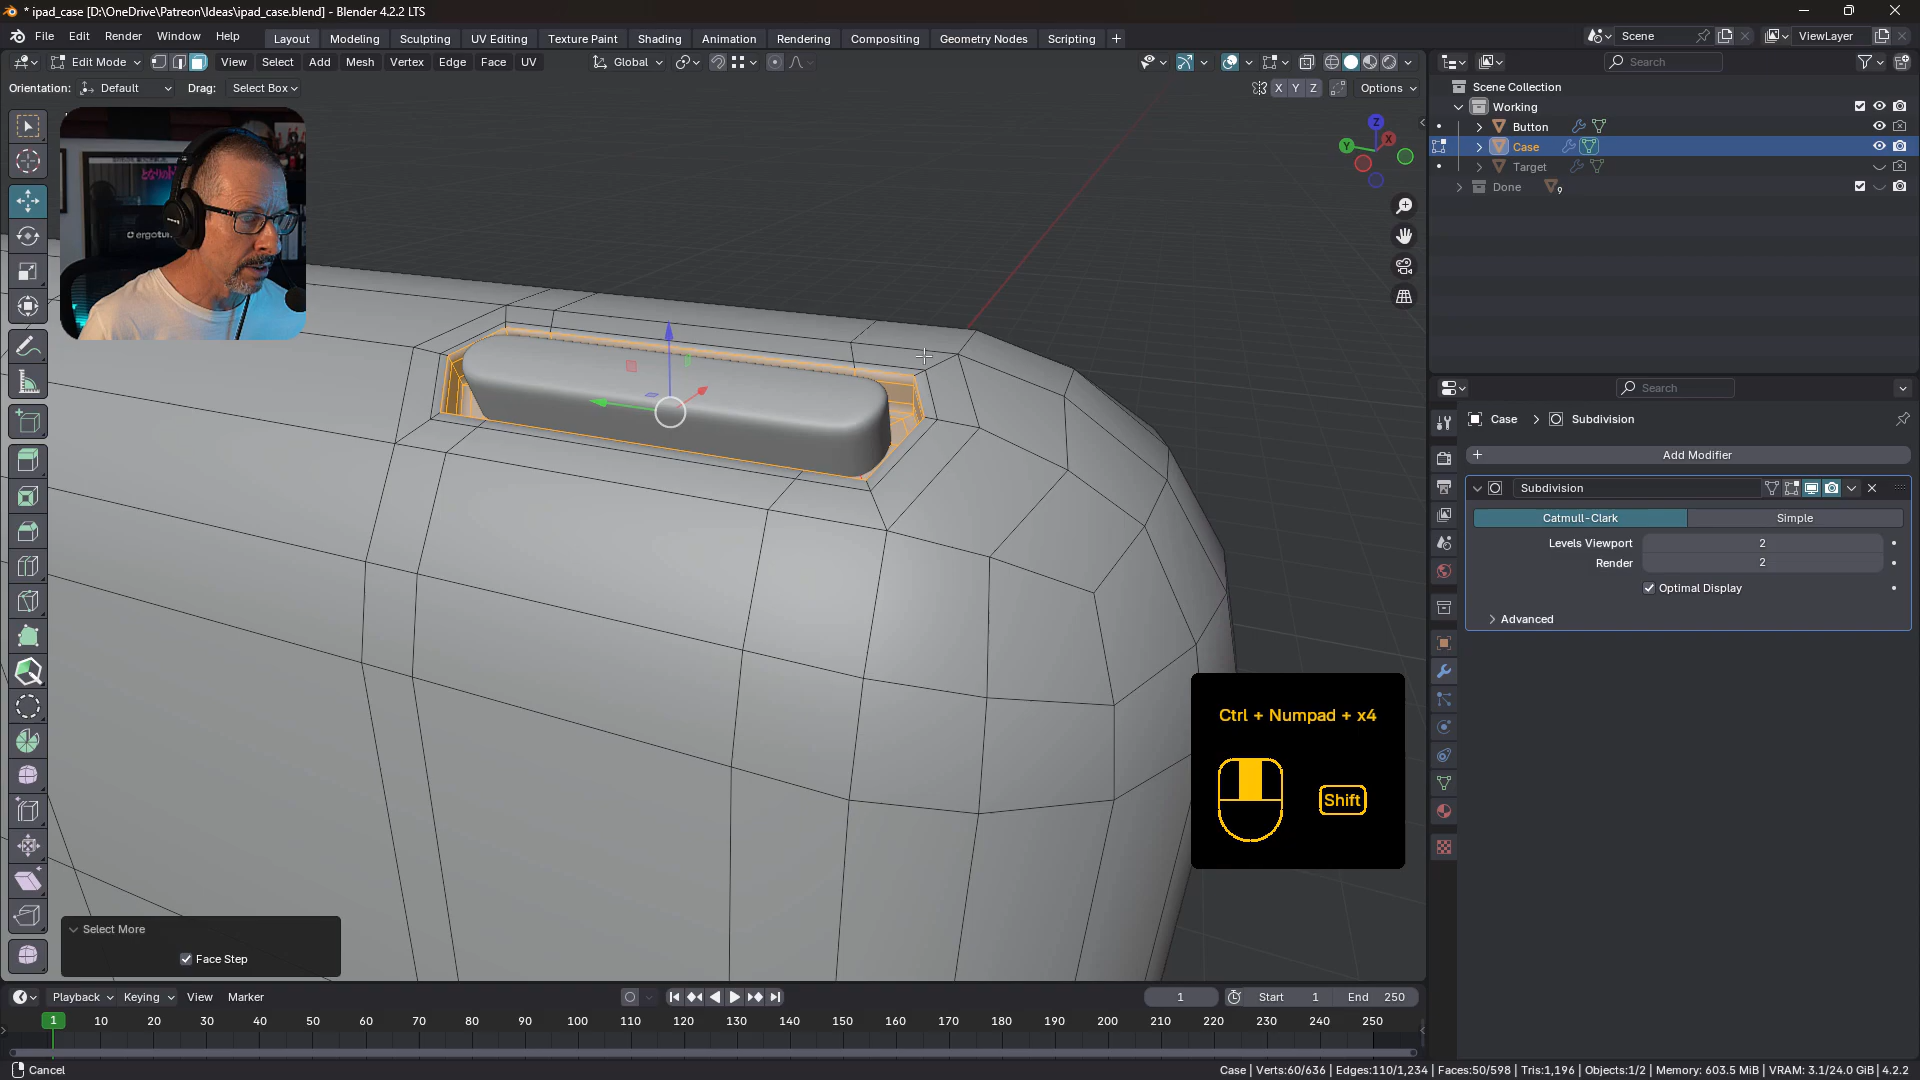 * ipad_case [D:\OneDrive\Patreon\Ideas\ipad_case.blend] - Blender 4.2.2 LTS
File Edit Render Window Help Layout Modeling Sculpting UV Editing Texture Paint Shading Animation Rendering Compositing Geometry Nodes Scripting + Scene ViewLayer
Edit Mode View Select Add Mesh Vertex Edge Face UV Global Search
Orientation: Default Drag: Select Box X Y Z Options
Scene Collection
Working
Button
Case
Target
Done 9
Z
Y
X
ergotu
Search
Case > Subdivision
+ Add Modifier
Subdivision
Catmull-Clark Simple
Levels Viewport 2
Render 2
Optimal Display
Advanced
Ctrl + Numpad + x4
Shift
Select More
Face Step
Playback Keying View Marker 1 Start 1 End 250
1 10 20 30 40 50 60 70 80 90 100 110 120 130 140 150 160 170 180 190 200 210 220 230 240 250
Cancel
Case | Verts:60/636 | Edges:110/1,234 | Faces:50/598 | Tris:1,196 | Objects:1/2 | Memory: 603.5 MiB | VRAM: 3.1/24.0 GiB | 4.2.2